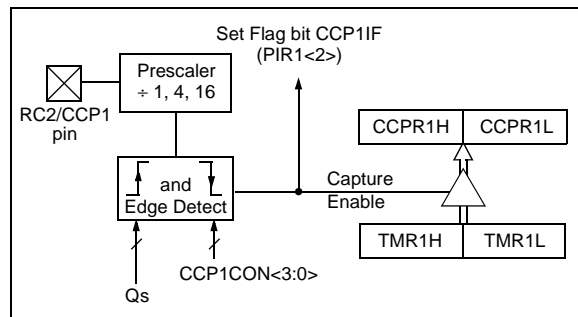 Set Flag bit CCP1IF
(PIR1<2>)
Prescaler
÷ 1, 4, 16
RC2/CCP1
pin
CCPR1H CCPR1L
and
Edge Detect
Capture
Enable
TMR1H TMR1L
CCP1CON<3:0>
Qs